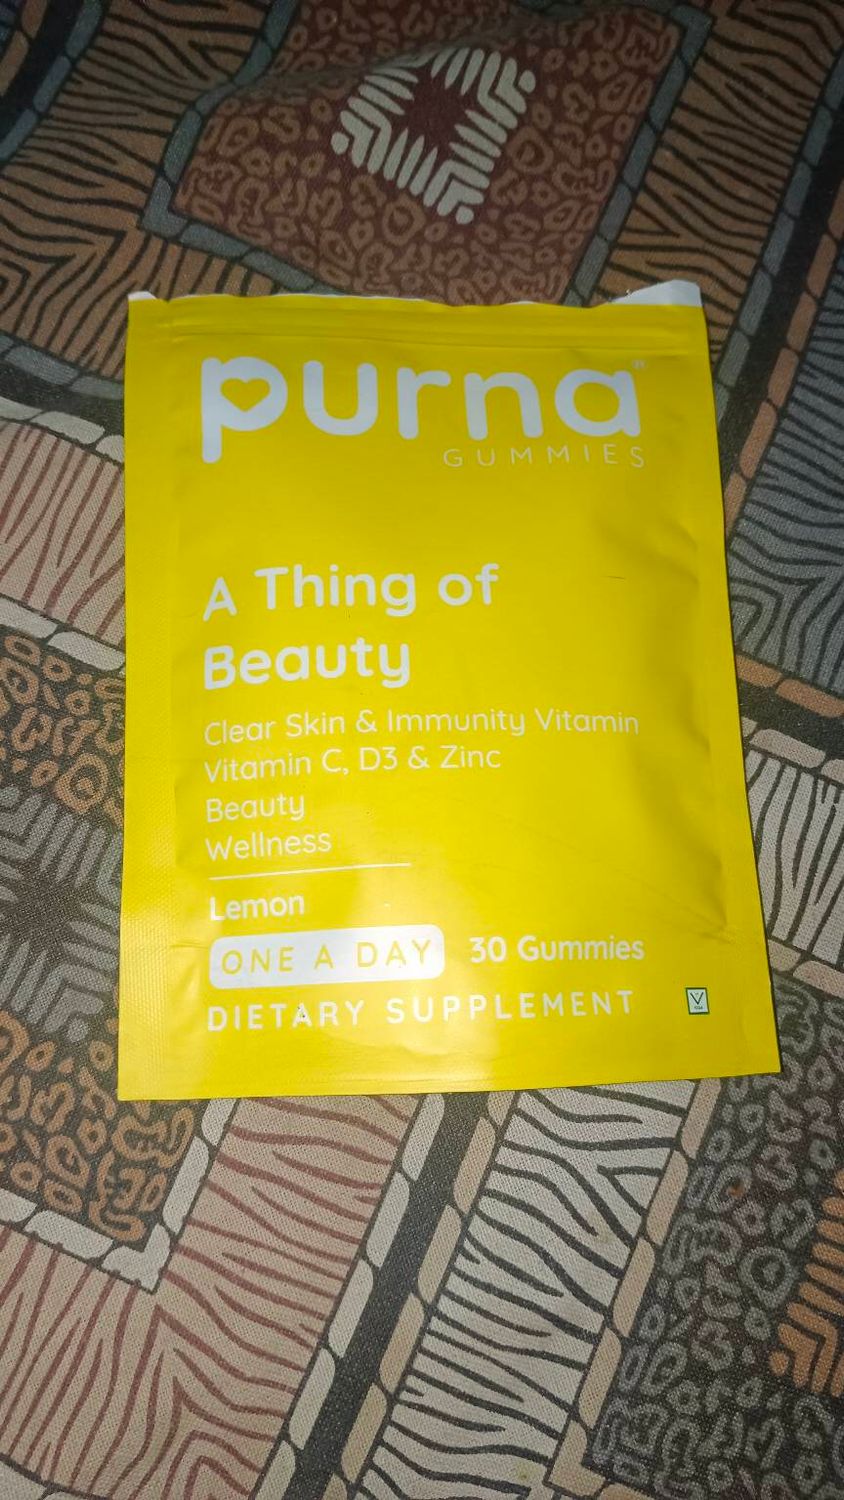 purna®
GUMMIES
A Thing of
Beauty
Clear Skin & Immunity Vitamin
Vitamin C, D3 & Zinc
Beauty
Wellness
Lemon
ONE A DAY 30 Gummies
DIETARY SUPPLEMENT